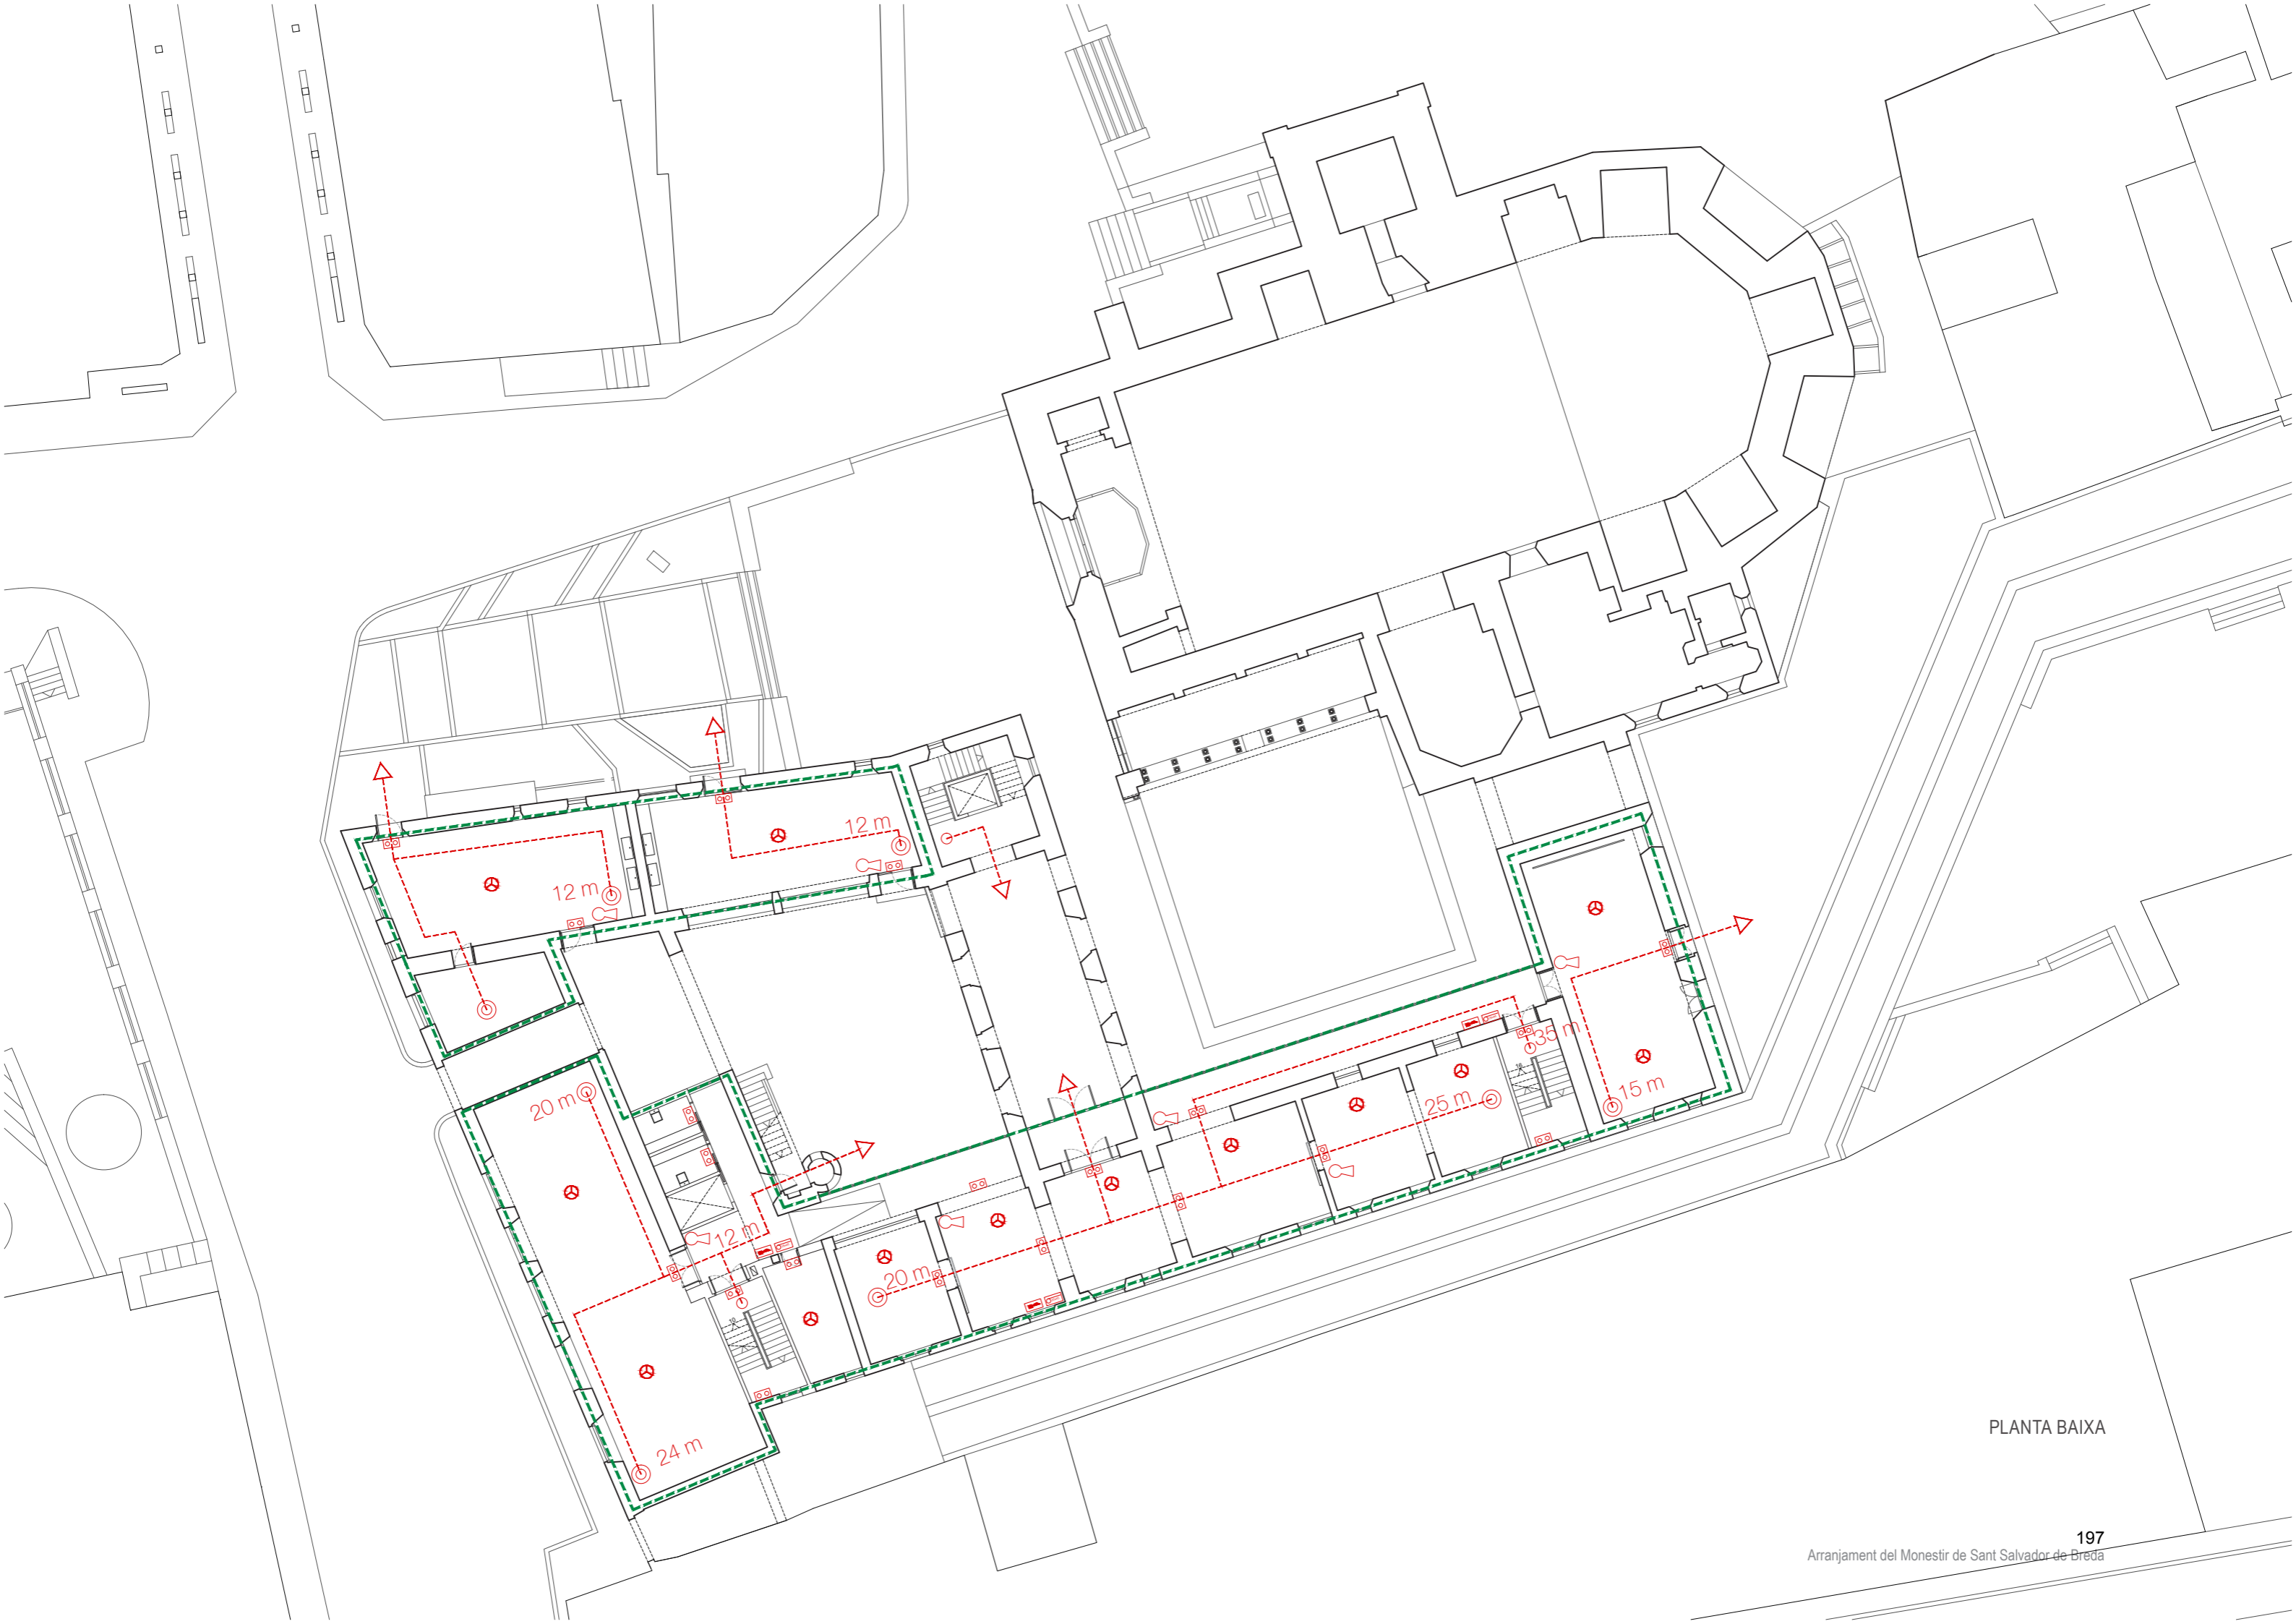 12 m
12 m
35 m
20 m
25 m
15 m
12 m
20 m
24 m
PLANTA BAIXA
197
Arranjament del Monestir de Sant Salvador de Breda